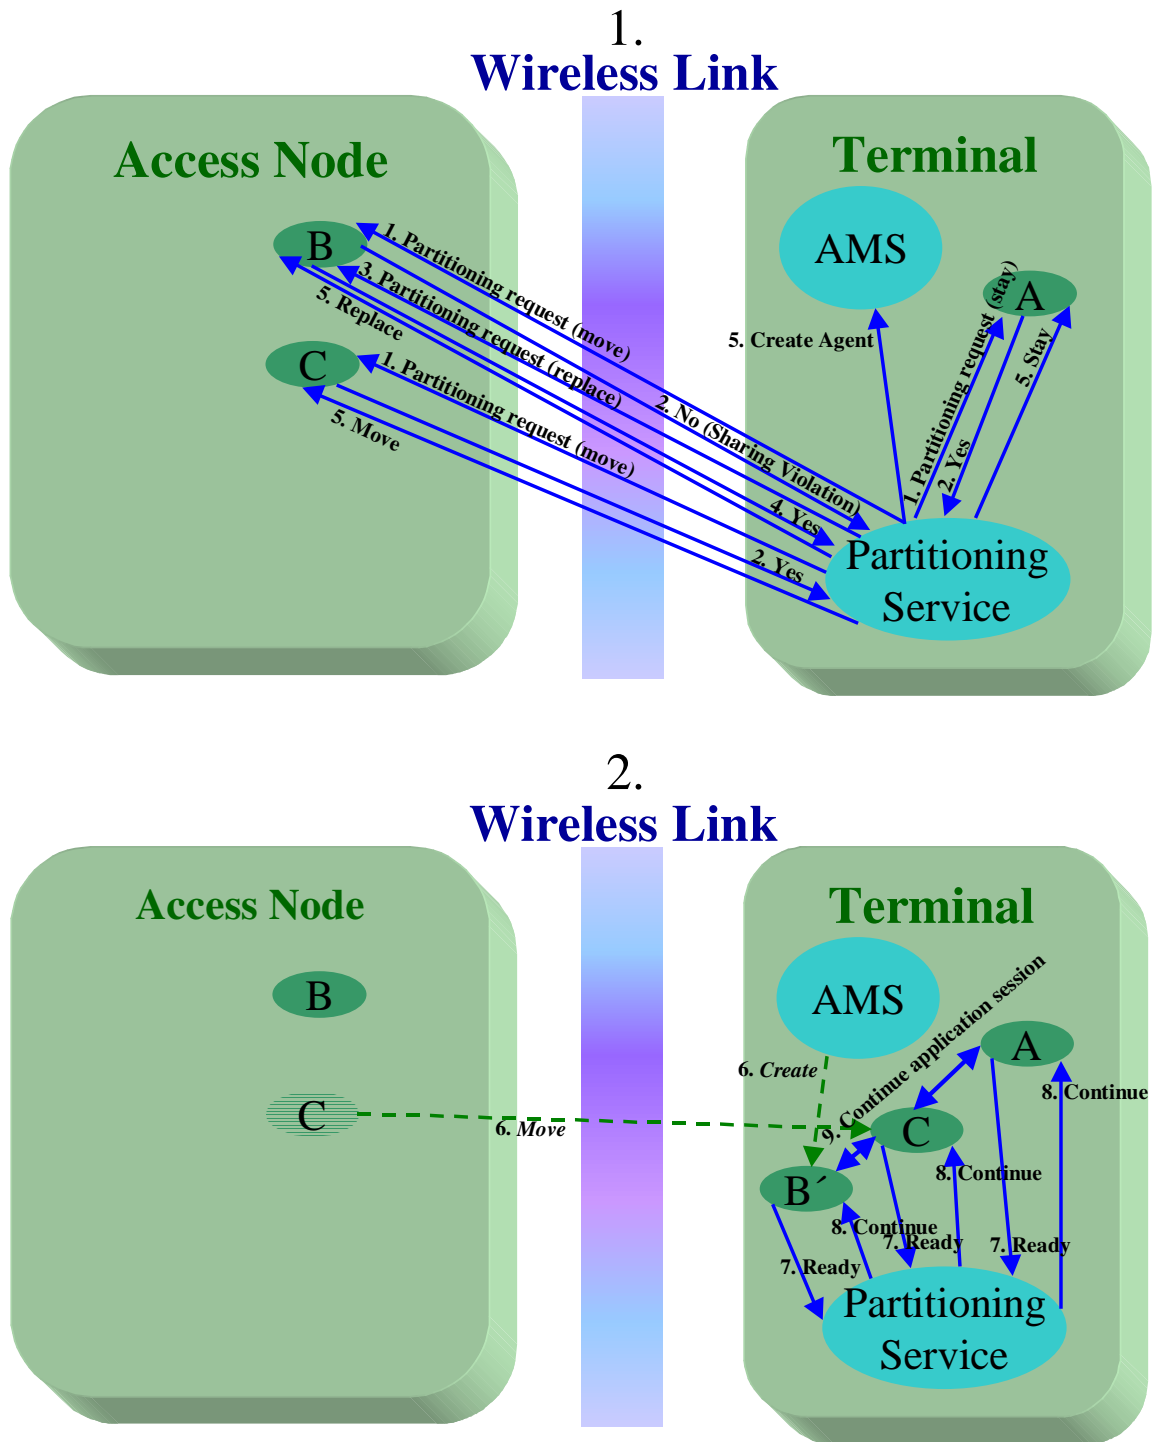 1.
Wireless Link
Access Node
Terminal
B
AMS
A
C
1. Partitioning request (move)
3. Partitioning request (replace)
5. Replace
1. Partitioning request (move)
5. Move
2. No (Sharing Violation)
4. Yes
2. Yes
5. Create Agent
1. Partitioning request (stay)
2. Yes
5. Stay
Partitioning
Service
2.
Wireless Link
Access Node
Terminal
B
AMS
A
C
6. Move
6. Create
9. Continue application session
C
B´
8. Continue
8. Continue
8. Continue
7. Ready
7. Ready
7. Ready
Partitioning
Service